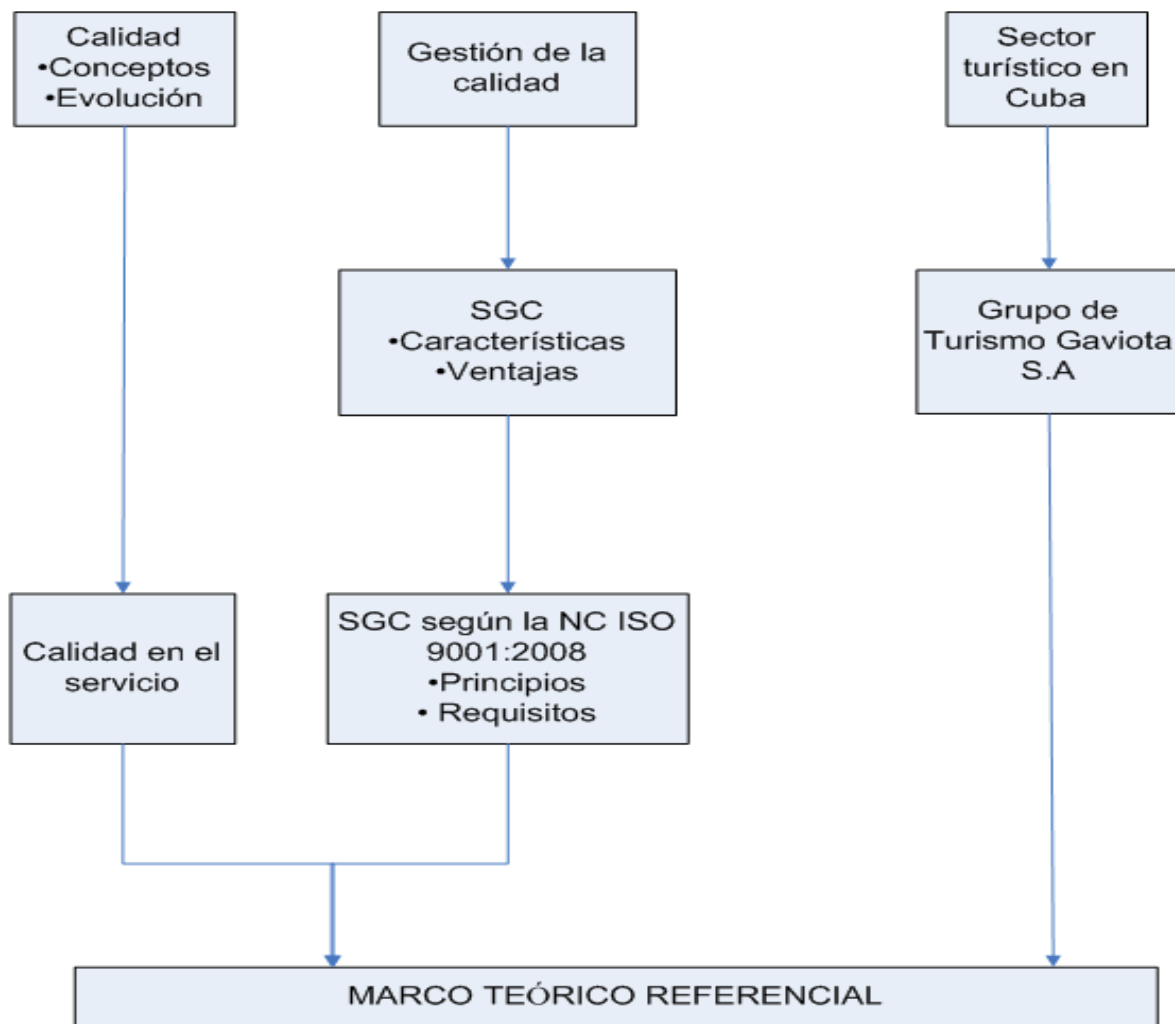 Calidad
•Conceptos
•Evolución
Gestión de la
calidad
Sector
turístico en
Cuba
SGC
•Características
•Ventajas
Grupo de
Turismo Gaviota
S.A
Calidad en el
servicio
SGC según la NC ISO
9001:2008
•Principios
• Requisitos
MARCO TEÓRICO REFERENCIAL